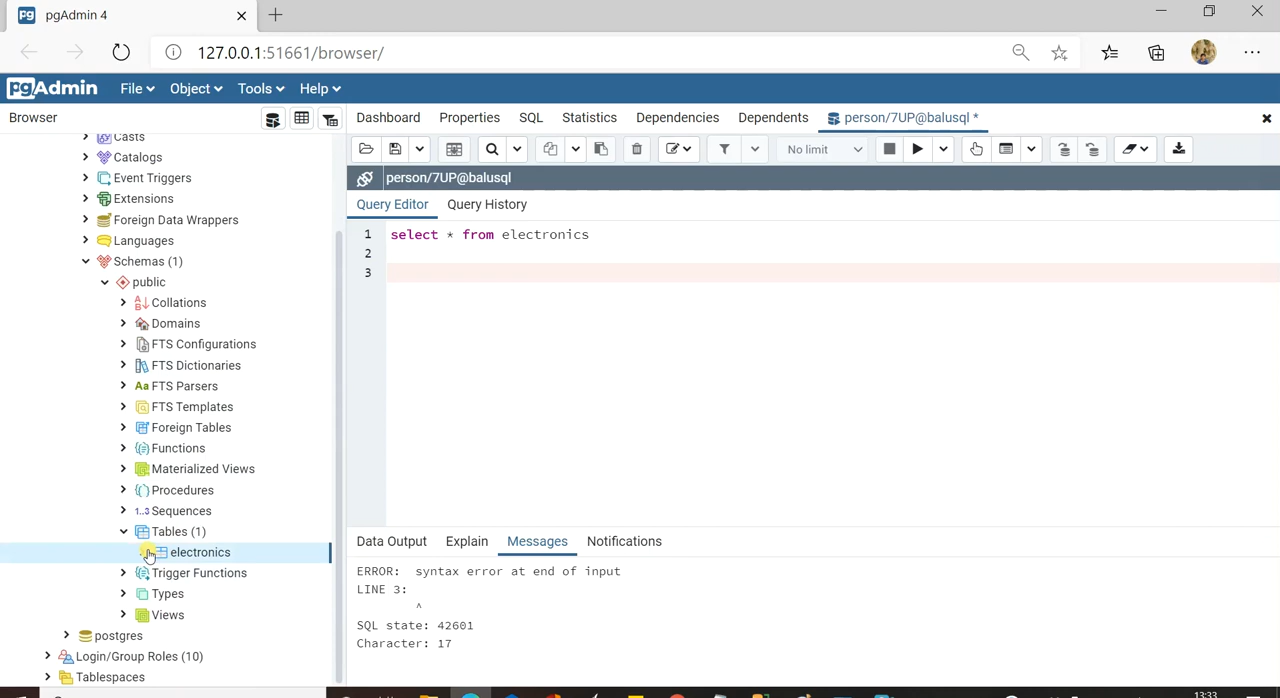 pgAdmin 4
127.0.0.1:51661/browser/
pgAdmin File Object Tools Help
Browser
Dashboard Properties SQL Statistics Dependencies Dependents person/7UP@balusql *
No limit
person/7UP@balusql
Query Editor Query History
1 select * from electronics
2
3
Casts
Catalogs
Event Triggers
Extensions
Foreign Data Wrappers
Languages
Schemas (1)
public
Collations
Domains
FTS Configurations
FTS Dictionaries
Aa FTS Parsers
FTS Templates
Foreign Tables
Functions
Materialized Views
Procedures
1..3 Sequences
Tables (1)
electronics
Trigger Functions
Types
Views
postgres
Login/Group Roles (10)
Tablespaces
Data Output Explain Messages Notifications
ERROR: syntax error at end of input
LINE 3:
^
SQL state: 42601
Character: 17
13:33